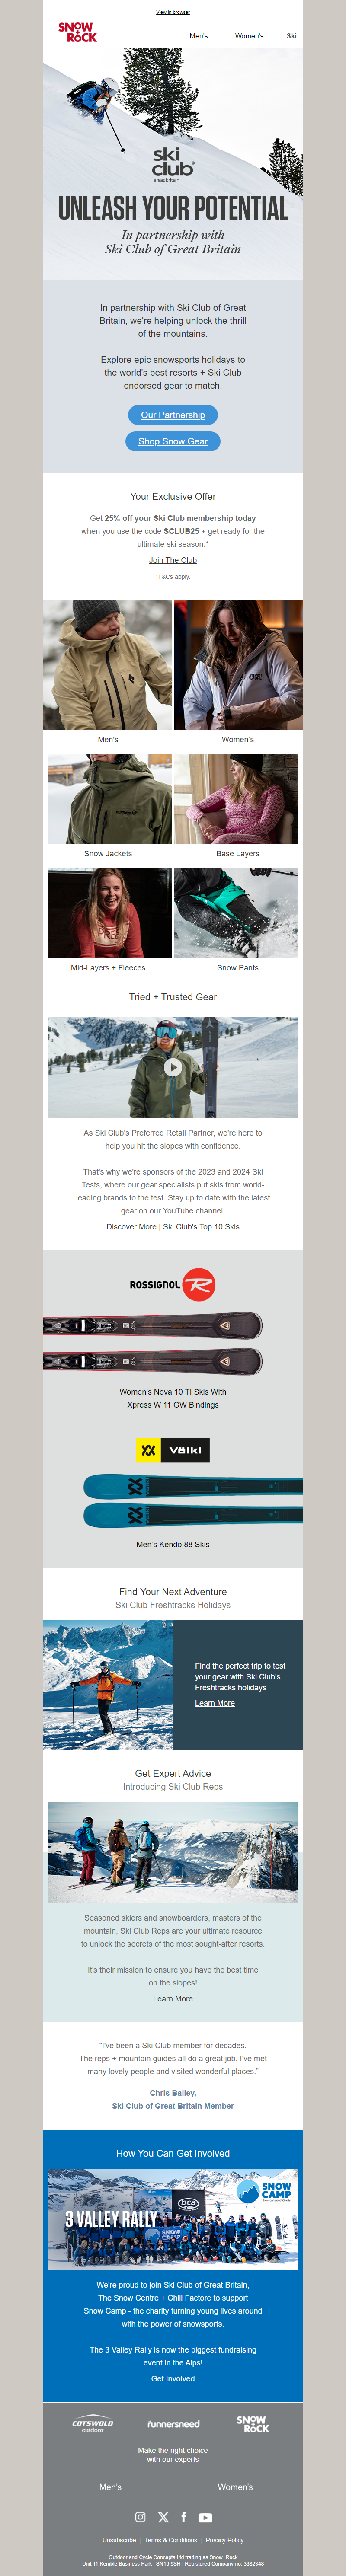 View in browser
SNOW
+ROCK
Men's
Women's
Ski
ski
club
great britain
UNLEASH YOUR POTENTIAL
In partnership with
Ski Club of Great Britain
In partnership with Ski Club of Great
Britain, we're helping unlock the thrill
of the mountains.
Explore epic snowsports holidays to
the world's best resorts + Ski Club
endorsed gear to match.
Our Partnership
Shop Snow Gear
Your Exclusive Offer
Get 25% off your Ski Club membership today
when you use the code SCLUB25 + get ready for the
ultimate ski season.*
Join The Club
*T&Cs apply.
Men's
Women's
Snow Jackets
Base Layers
Mid-Layers + Fleeces
Snow Pants
Tried + Trusted Gear
As Ski Club's Preferred Retail Partner, we're here to
help you hit the slopes with confidence.
That's why we're sponsors of the 2023 and 2024 Ski
Tests, where our gear specialists put skis from world-
leading brands to the test. Stay up to date with the latest
gear on our YouTube channel.
Discover More | Ski Club's Top 10 Skis
ROSSIGNOL
Women's Nova 10 TI Skis With
Xpress W 11 GW Bindings
Völkl
Men's Kendo 88 Skis
Find Your Next Adventure
Ski Club Freshtracks Holidays
Find the perfect trip to test
your gear with Ski Club's
Freshtracks holidays
Learn More
Get Expert Advice
Introducing Ski Club Reps
Seasoned skiers and snowboarders, masters of the
mountain, Ski Club Reps are your ultimate resource
to unlock the secrets of the most sought-after resorts.
It's their mission to ensure you have the best time
on the slopes!
Learn More
"I've been a Ski Club member for decades.
The reps + mountain guides all do a great job. I've met
many lovely people and visited wonderful places."
Chris Bailey,
Ski Club of Great Britain Member
How You Can Get Involved
SNOW
CAMP
bca
3 VALLEY RALLY
SNOW
CAMP
We're proud to join Ski Club of Great Britain,
The Snow Centre + Chill Factore to support
Snow Camp - the charity turning young lives around
with the power of snowsports.
The 3 Valley Rally is now the biggest fundraising
event in the Alps!
Get Involved
COTSWOLD
outdoor
runnersneed
SNOW
+ROCK
Make the right choice
with our experts
Men's
Women's
Unsubscribe | Terms & Conditions | Privacy Policy
Outdoor and Cycle Concepts Ltd trading as Snow+Rock
Unit 11 Kemble Business Park | SN16 9SH | Registered Company no. 3382348